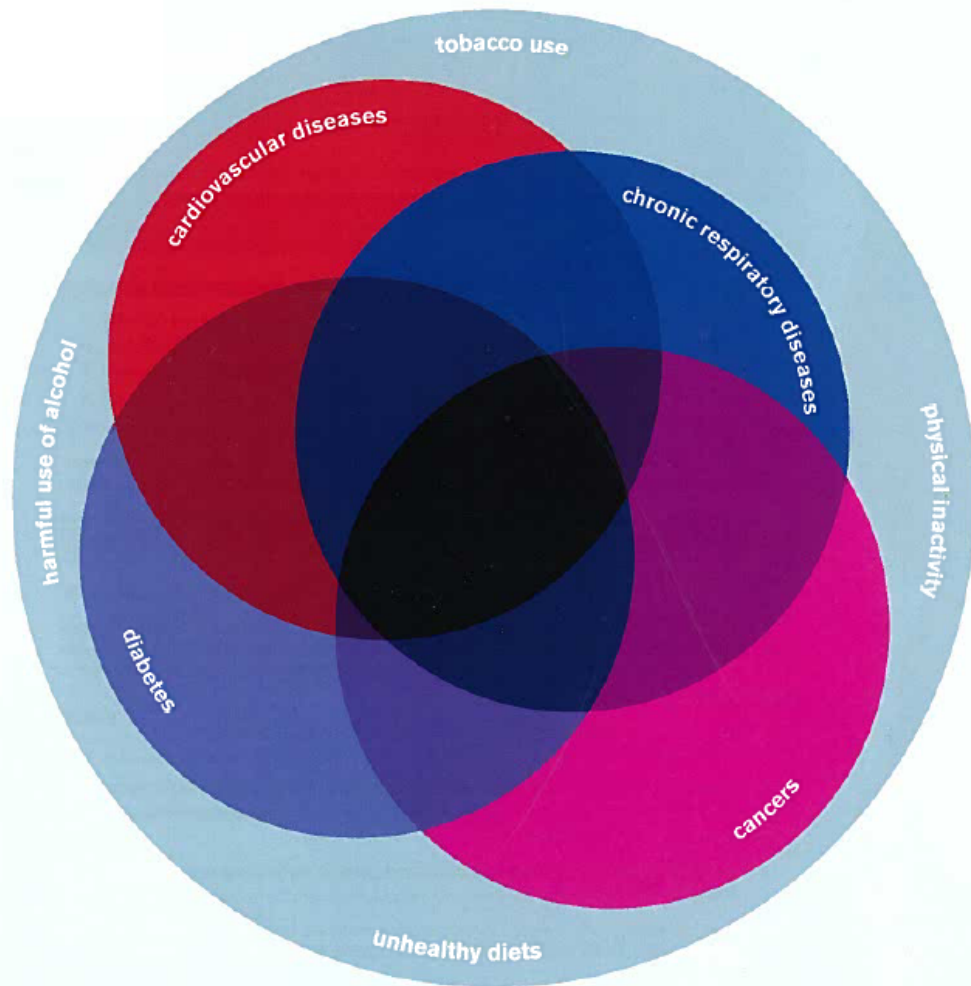 tobacco use
cardiovascular diseases
chronic respiratory diseases
harmful use of alcohol
physical inactivity
diabetes
cancers
unhealthy diets